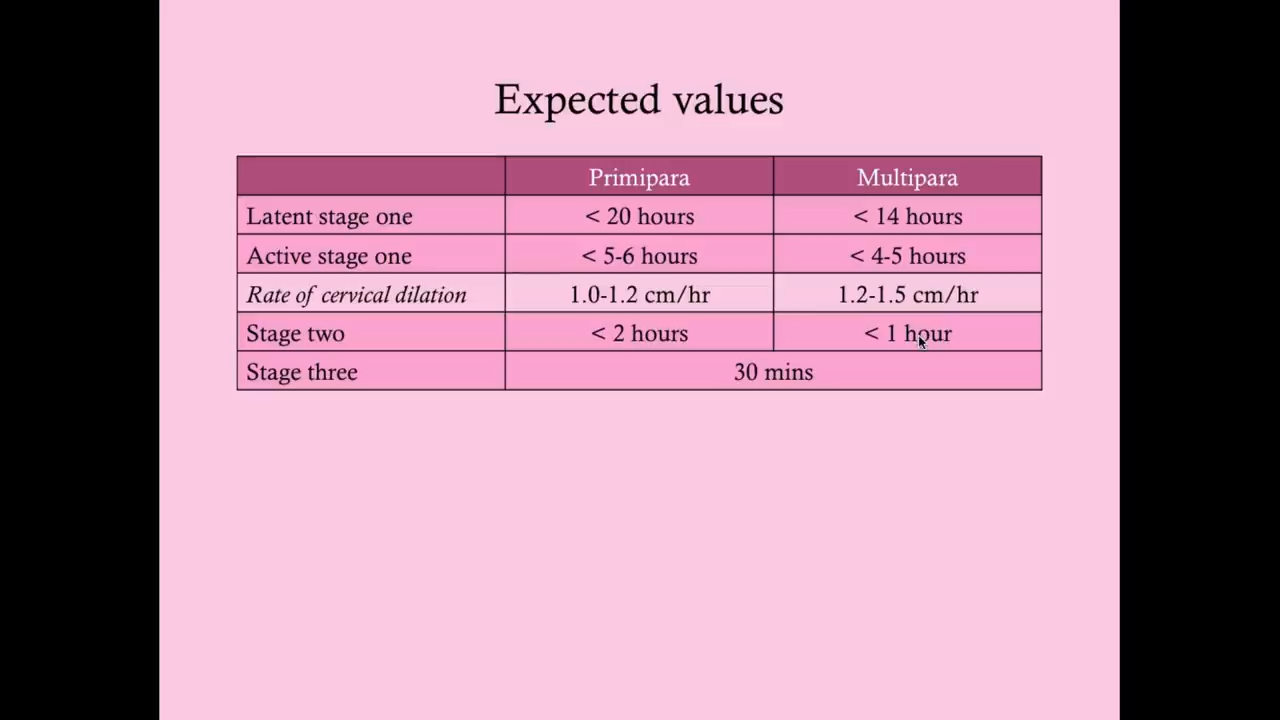 Expected values
Primipara Multipara
Latent stage one < 20 hours < 14 hours
Active stage one < 5-6 hours < 4-5 hours
Rate of cervical dilation 1.0-1.2 cm/hr 1.2-1.5 cm/hr
Stage two < 2 hours < 1 hour
Stage three 30 mins